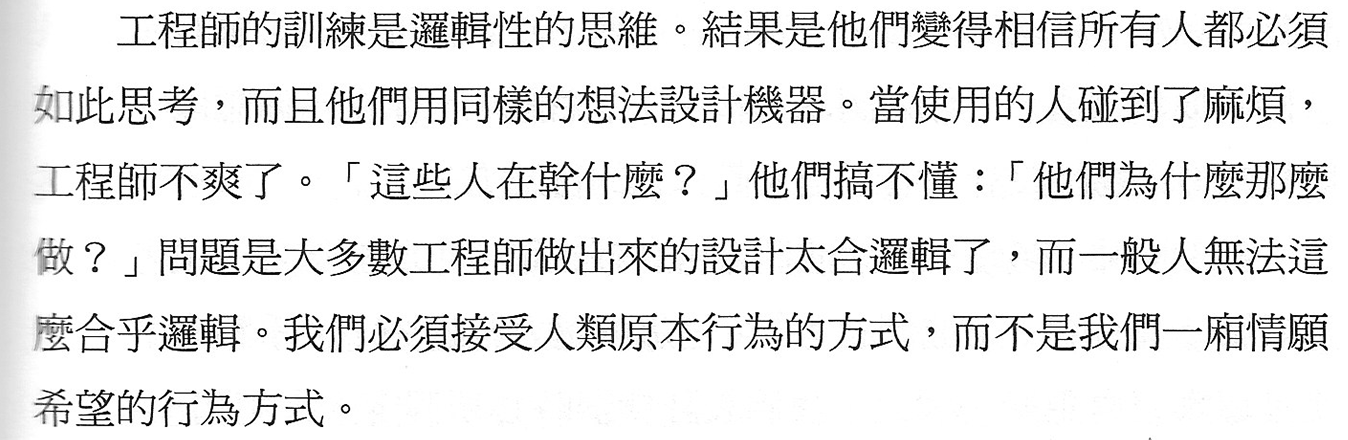 工程師的訓練是邏輯性的思維。結果是他們變得相信所有人都必須
如此思考，而且他們用同樣的想法設計機器。當使用的人碰到了麻煩，
工程師不爽了。「這些人在幹什麼？」他們搞不懂：「他們為什麼那麼
做？」問題是大多數工程師做出來的設計太合邏輯了，而一般人無法這
麼合乎邏輯。我們必須接受人類原本行為的方式，而不是我們一廂情願
希望的行為方式。